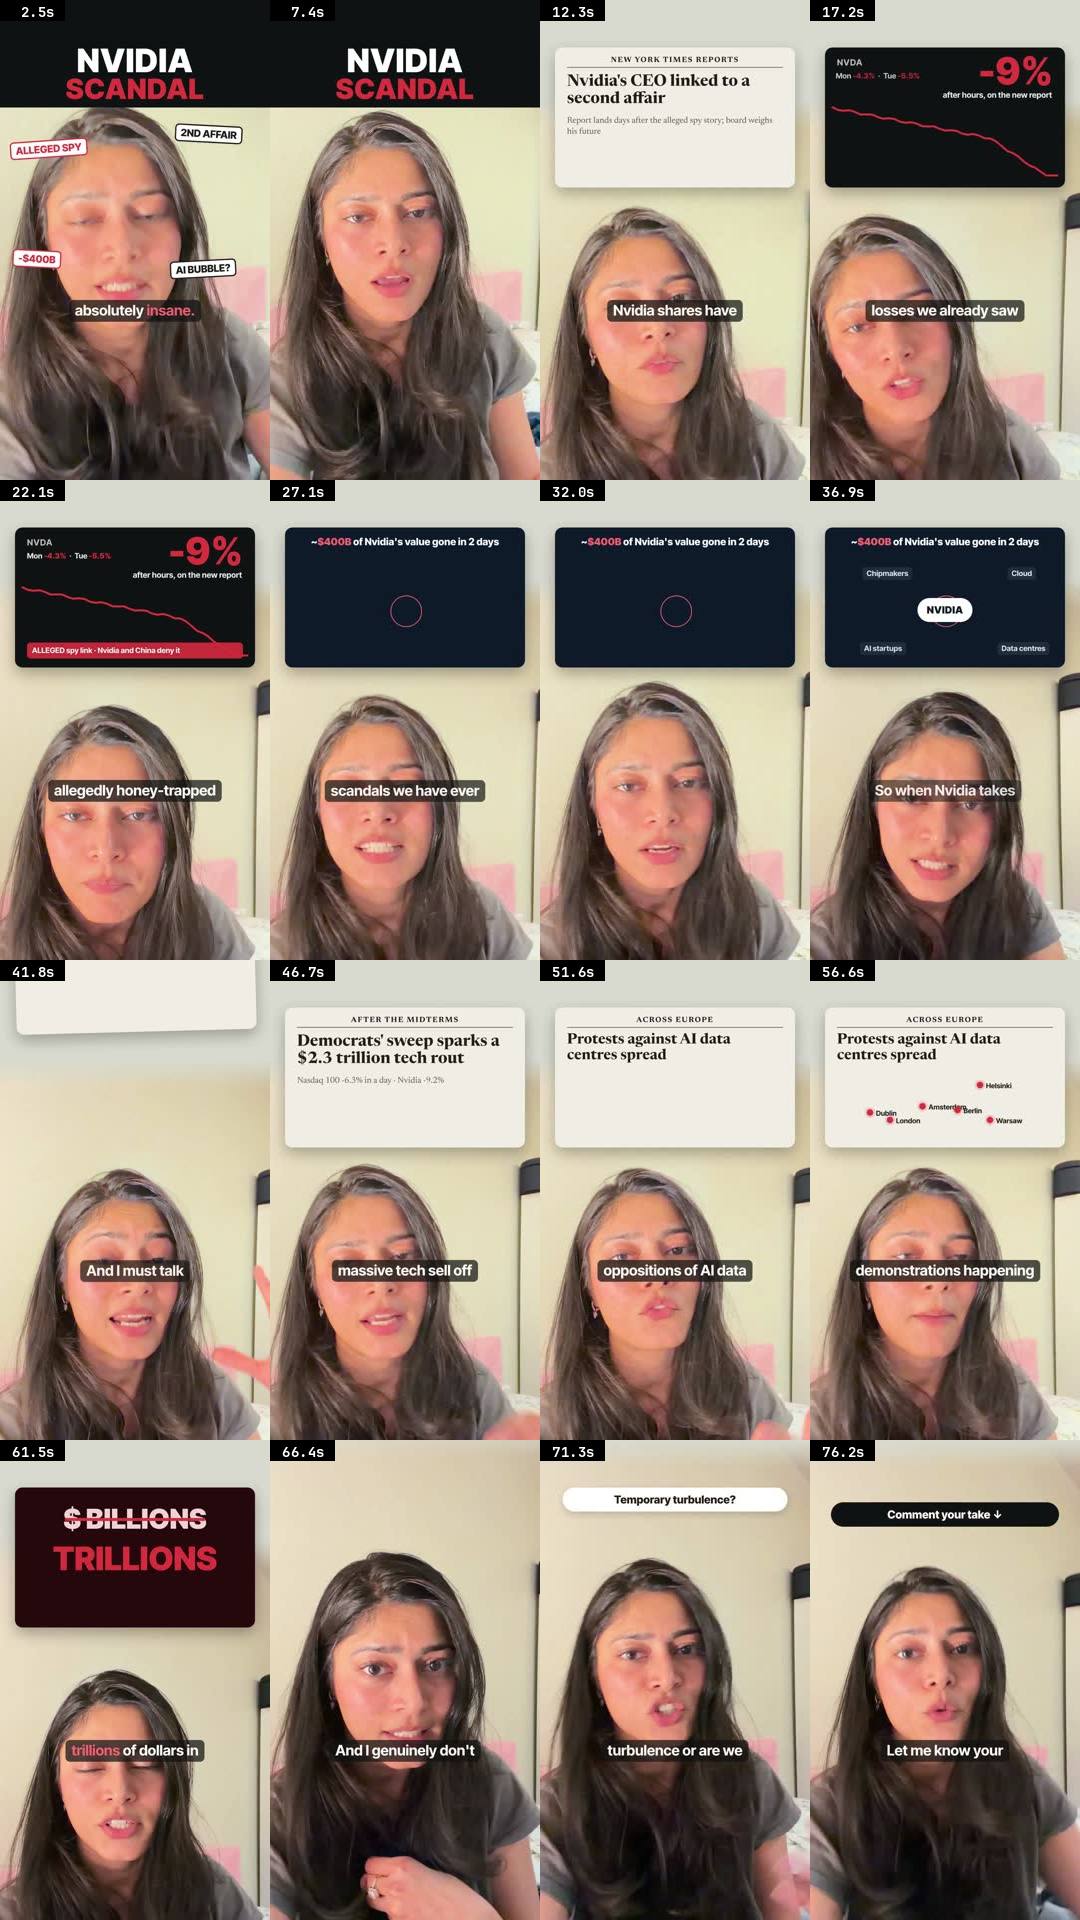 2.5s
NVIDIA
SCANDAL
ALLEGED SPY
2ND AFFAIR
-$400B
AI BUBBLE?
absolutely insane.
7.4s
NVIDIA
SCANDAL
12.3s
NEW YORK TIMES REPORTS
Nvidia's CEO linked to a
second affair
Report lands days after the alleged spy story; board weighs
his future
Nvidia shares have
17.2s
NVDA
Mon -4.3% · Tue -5.5%
-9%
after hours, on the new report
losses we already saw
22.1s
NVDA
Mon -4.3% · Tue -5.5%
-9%
after hours, on the new report
ALLEGED spy link · Nvidia and China deny it
allegedly honey-trapped
27.1s
~$400B of Nvidia's value gone in 2 days
scandals we have ever
32.0s
~$400B of Nvidia's value gone in 2 days
36.9s
~$400B of Nvidia's value gone in 2 days
Chipmakers
Cloud
NVIDIA
AI startups
Data centres
So when Nvidia takes
41.8s
And I must talk
46.7s
AFTER THE MIDTERMS
Democrats' sweep sparks a
$2.3 trillion tech rout
Nasdaq 100 -6.3% in a day · Nvidia -9.2%
massive tech sell off
51.6s
ACROSS EUROPE
Protests against AI data
centres spread
oppositions of AI data
56.6s
ACROSS EUROPE
Protests against AI data
centres spread
Helsinki
Amsterdam
Berlin
Dublin
London
Warsaw
demonstrations happening
61.5s
$ BILLIONS
TRILLIONS
trillions of dollars in
66.4s
And I genuinely don't
71.3s
Temporary turbulence?
turbulence or are we
76.2s
Comment your take ↓
Let me know your